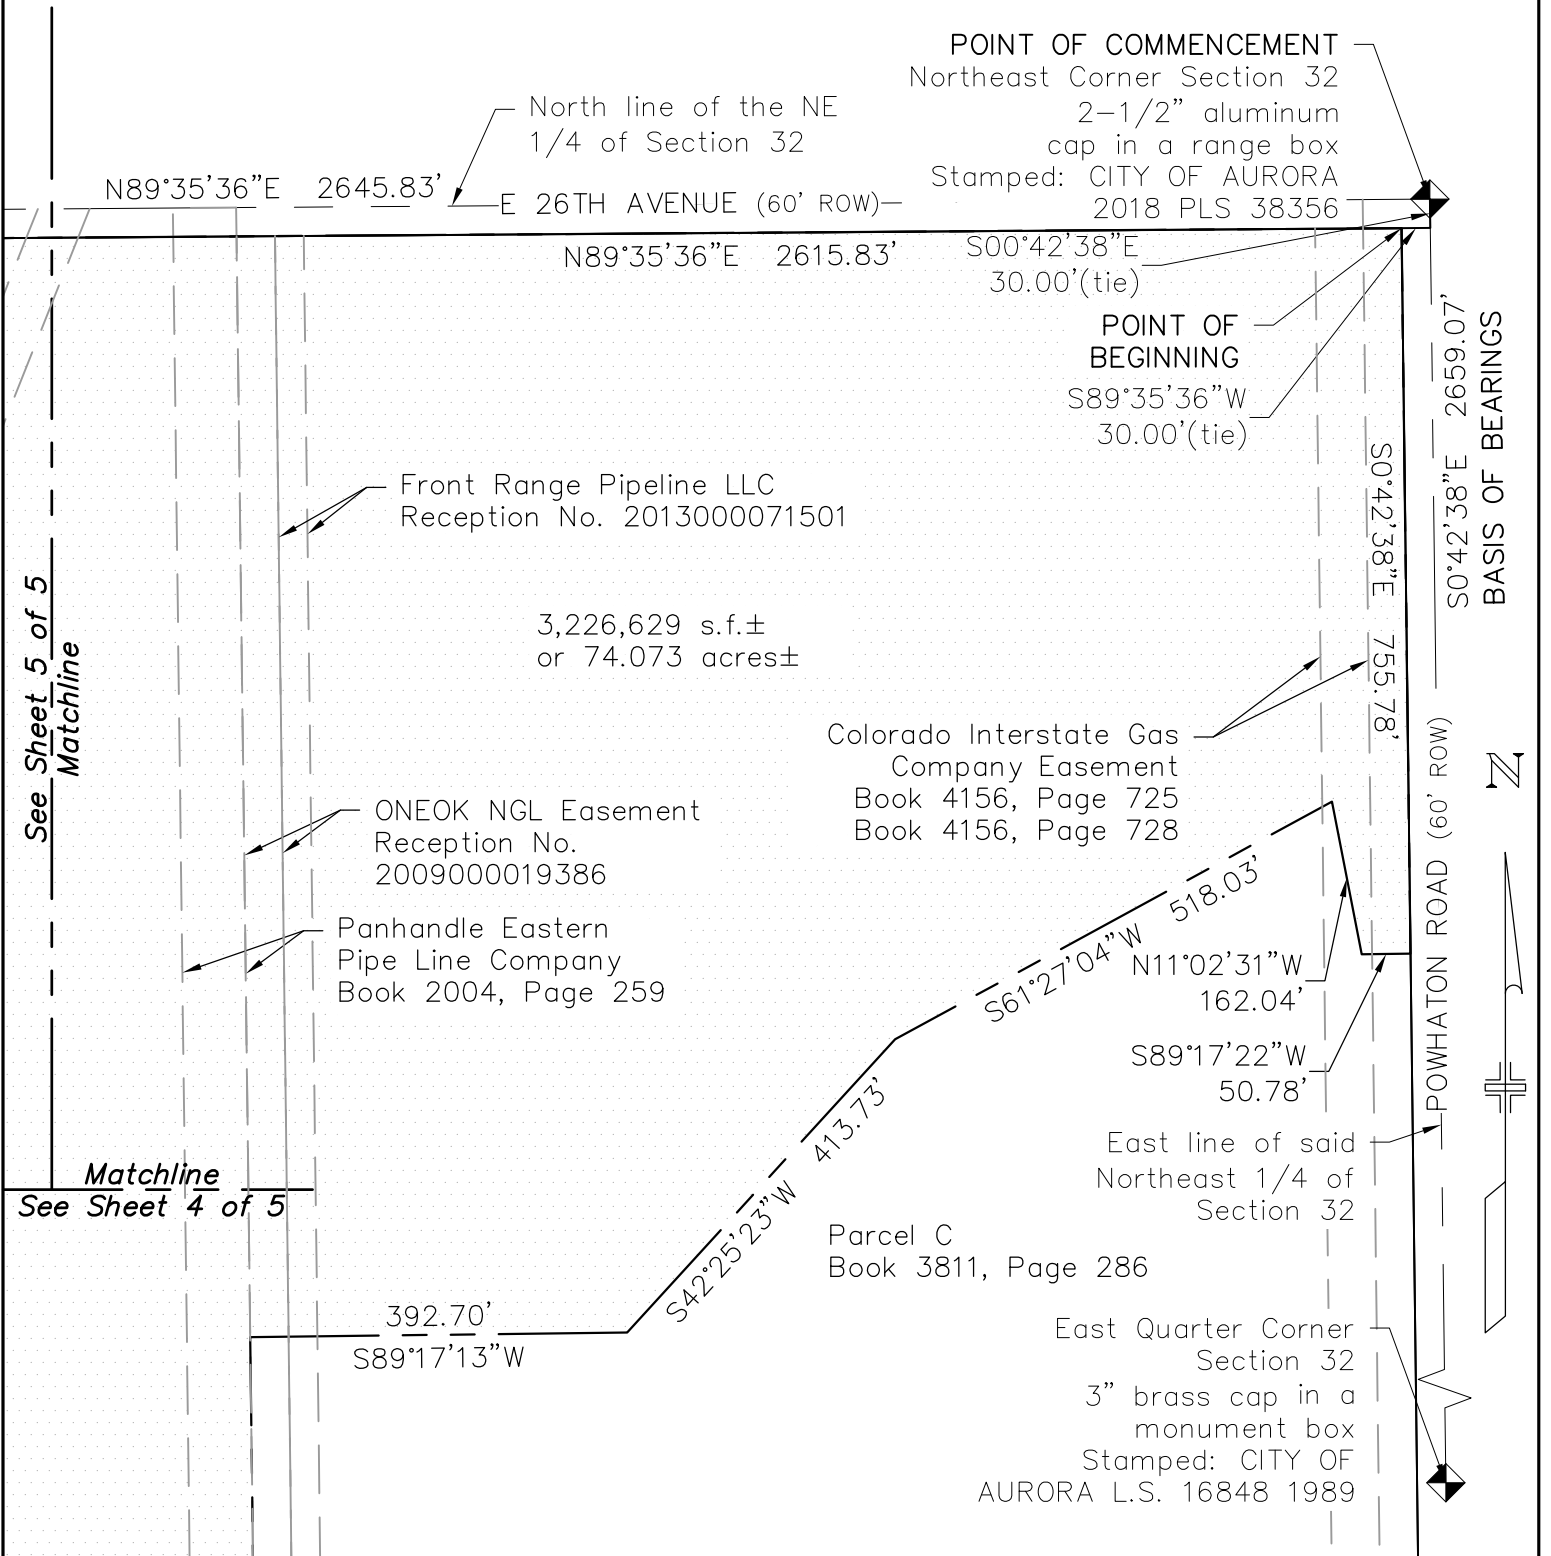 POINT OF COMMENCEMENT
Northeast Corner Section 32
2-1/2" aluminum
cap in a range box
Stamped: CITY OF AURORA
2018 PLS 38356
North line of the NE
1/4 of Section 32
N89°35'36"E 2645.83'
E 26TH AVENUE (60' ROW)
N89°35'36"E 2615.83'
S00°42'38"E
30.00'(tie)
POINT OF
BEGINNING
S89°35'36"W
30.00'(tie)
S0°42'38"E 2659.07'
BASIS OF BEARINGS
S0°42'38"E 755.78'
Front Range Pipeline LLC
Reception No. 2013000071501
3,226,629 s.f.±
or 74.073 acres±
See Sheet 5 of 5
Matchline
Colorado Interstate Gas
Company Easement
Book 4156, Page 725
Book 4156, Page 728
ONEOK NGL Easement
Reception No.
2009000019386
Panhandle Eastern
Pipe Line Company
Book 2004, Page 259
S61°27'04"W 518.03'
N11°02'31"W
162.04'
S89°17'22"W
50.78'
POWHATON ROAD (60' ROW)
N
East line of said
Northeast 1/4 of
Section 32
Matchline
See Sheet 4 of 5
S42°25'23"W 413.73'
Parcel C
Book 3811, Page 286
392.70'
S89°17'13"W
East Quarter Corner
Section 32
3" brass cap in a
monument box
Stamped: CITY OF
AURORA L.S. 16848 1989